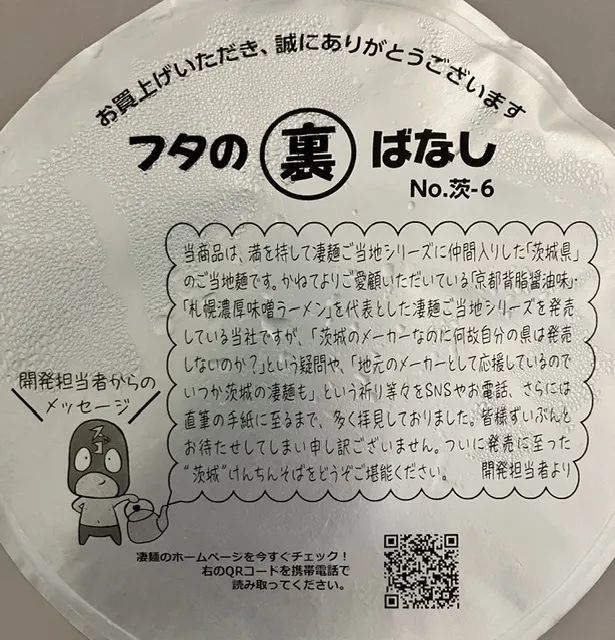 お買上げいただき、誠にありがとうございます
フタの裏ばなし
No.茨-6
当商品は、満を持して凄麺ご当地シリーズに仲間入りした「茨城県」
のご当地麺です。かねてよりご愛顧いただいている「京都背脂醤油味」・
「札幌濃厚味噌ラーメン」を代表とした凄麺ご当地シリーズを発売
している当社ですが、「茨城のメーカーなのに何故自分の県は発売
しないのか?」という疑問や、「地元のメーカーとして応援しているので
いつか茨城の凄麺も」という祈り等々をSNSやお電話、さらには
直筆の手紙に至るまで、多く拝見しておりました。皆様ずいぶんと
お待たせしてしまい申し訳ございません。ついに発売に至った
“茨城”けんちんそばをどうぞご堪能ください。 開発担当者より
開発担当者からの
メッセージ
凄麺のホームページを今すぐチェック!
右のQRコードを携帯電話で
読み取ってください。